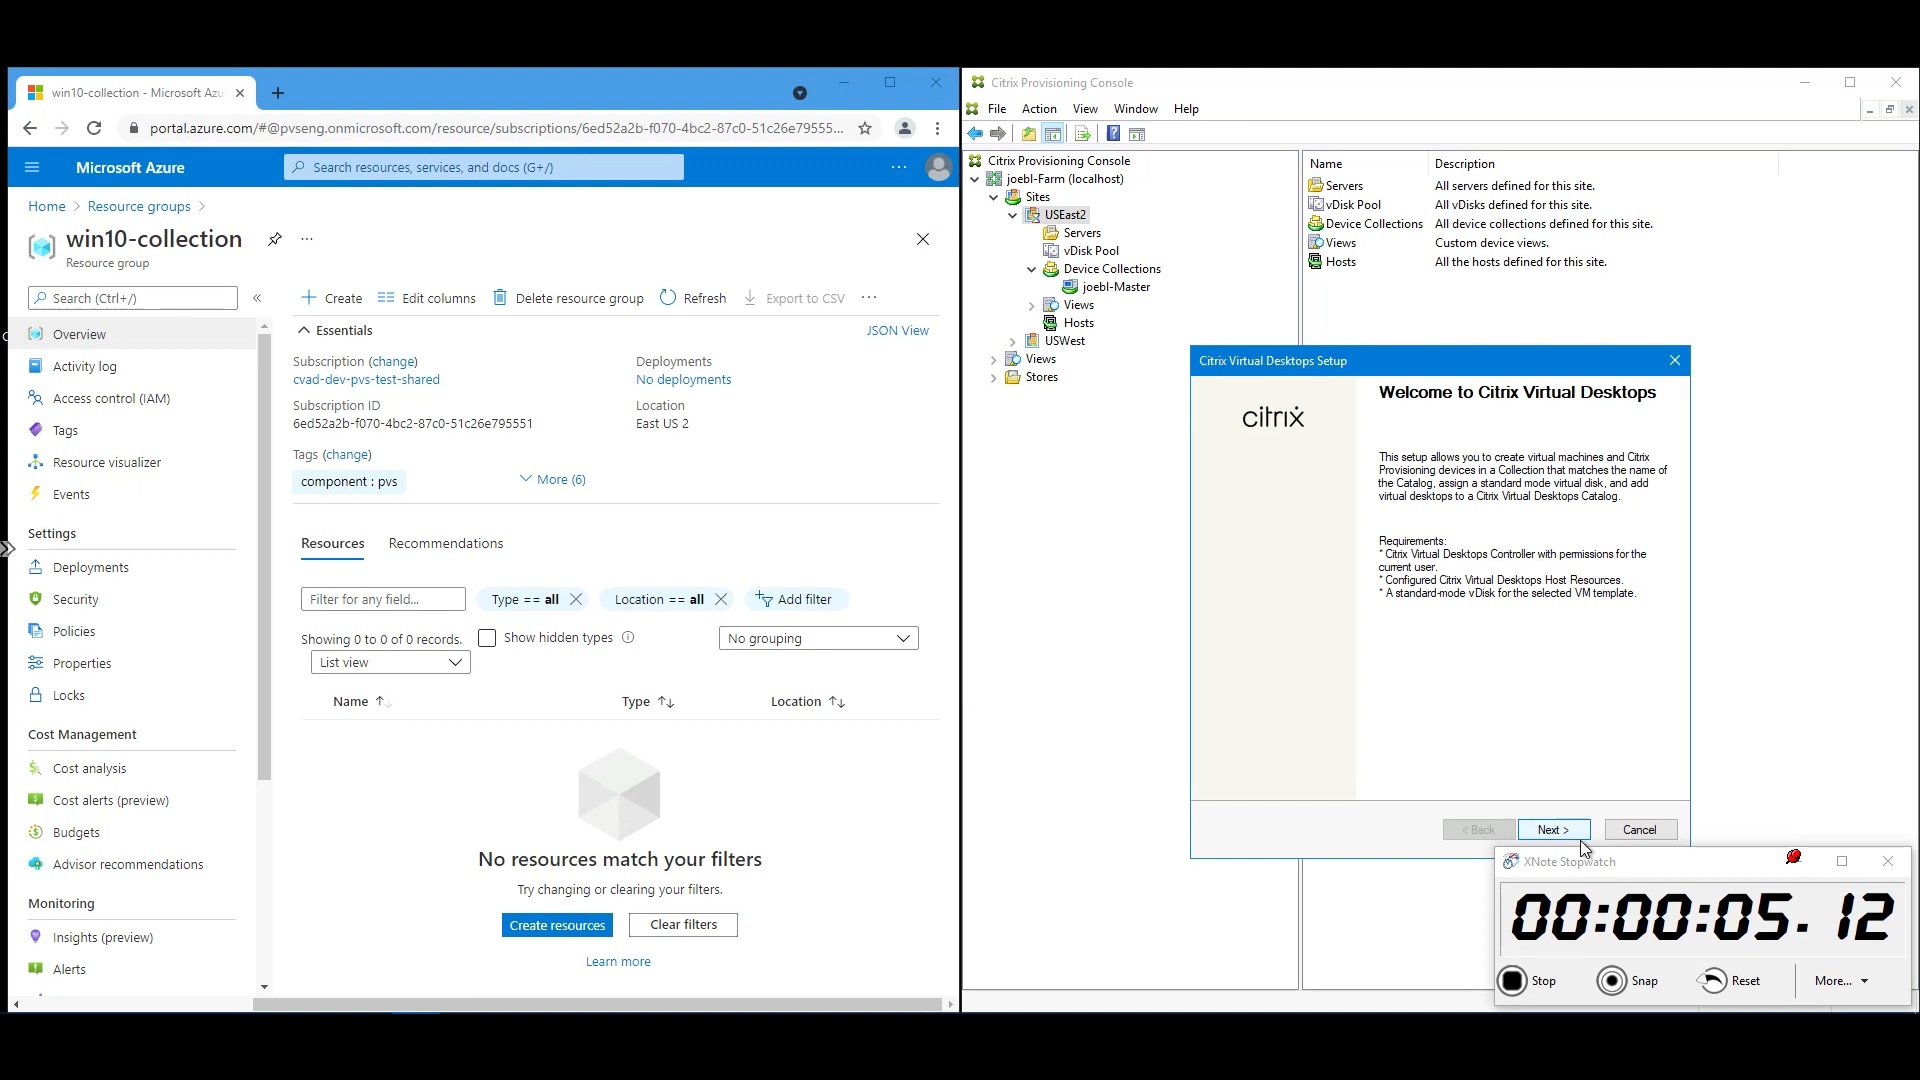 win10-collection - Microsoft Azu
portal.azure.com/#@pvseng.onmicrosoft.com/resource/subscriptions/6ed52a2b-f070-4bc2-87c0-51c26e79555...
Microsoft Azure
Search resources, services, and docs (G+/)
Home > Resource groups >
win10-collection
Resource group
Search (Ctrl+/)
Overview
Activity log
Access control (IAM)
Tags
Resource visualizer
Events
Settings
Deployments
Security
Policies
Properties
Locks
Cost Management
Cost analysis
Cost alerts (preview)
Budgets
Advisor recommendations
Monitoring
Insights (preview)
Alerts
Create Edit columns Delete resource group Refresh Export to CSV
Essentials JSON View
Subscription (change)
cvad-dev-pvs-test-shared
Subscription ID
6ed52a2b-f070-4bc2-87c0-51c26e795551
Deployments
No deployments
Location
East US 2
Tags (change)
component : pvs
More (6)
Resources Recommendations
Filter for any field...
Type == all
Location == all
Add filter
Showing 0 to 0 of 0 records.
Show hidden types
No grouping
List view
Name Type Location
No resources match your filters
Try changing or clearing your filters.
Create resources
Clear filters
Learn more
Citrix Provisioning Console
File Action View Window Help
Citrix Provisioning Console
joebl-Farm (localhost)
Sites
USEast2
Servers
vDisk Pool
Device Collections
joebl-Master
Views
Hosts
USWest
Views
Stores
Name Description
Servers All servers defined for this site.
vDisk Pool All vDisks defined for this site.
Device Collections All device collections defined for this site.
Views Custom device views.
Hosts All the hosts defined for this site.
Citrix Virtual Desktops Setup
citrix
Welcome to Citrix Virtual Desktops
This setup allows you to create virtual machines and Citrix
Provisioning devices in a Collection that matches the name of
the Catalog, assign a standard mode virtual disk, and add
virtual desktops to a Citrix Virtual Desktops Catalog.
Requirements:
* Citrix Virtual Desktops Controller with permissions for the
current user.
* Configured Citrix Virtual Desktops Host Resources.
* A standard-mode vDisk for the selected VM template.
< Back Next > Cancel
XNote Stopwatch
00:00:05.12
Stop Snap Reset More...